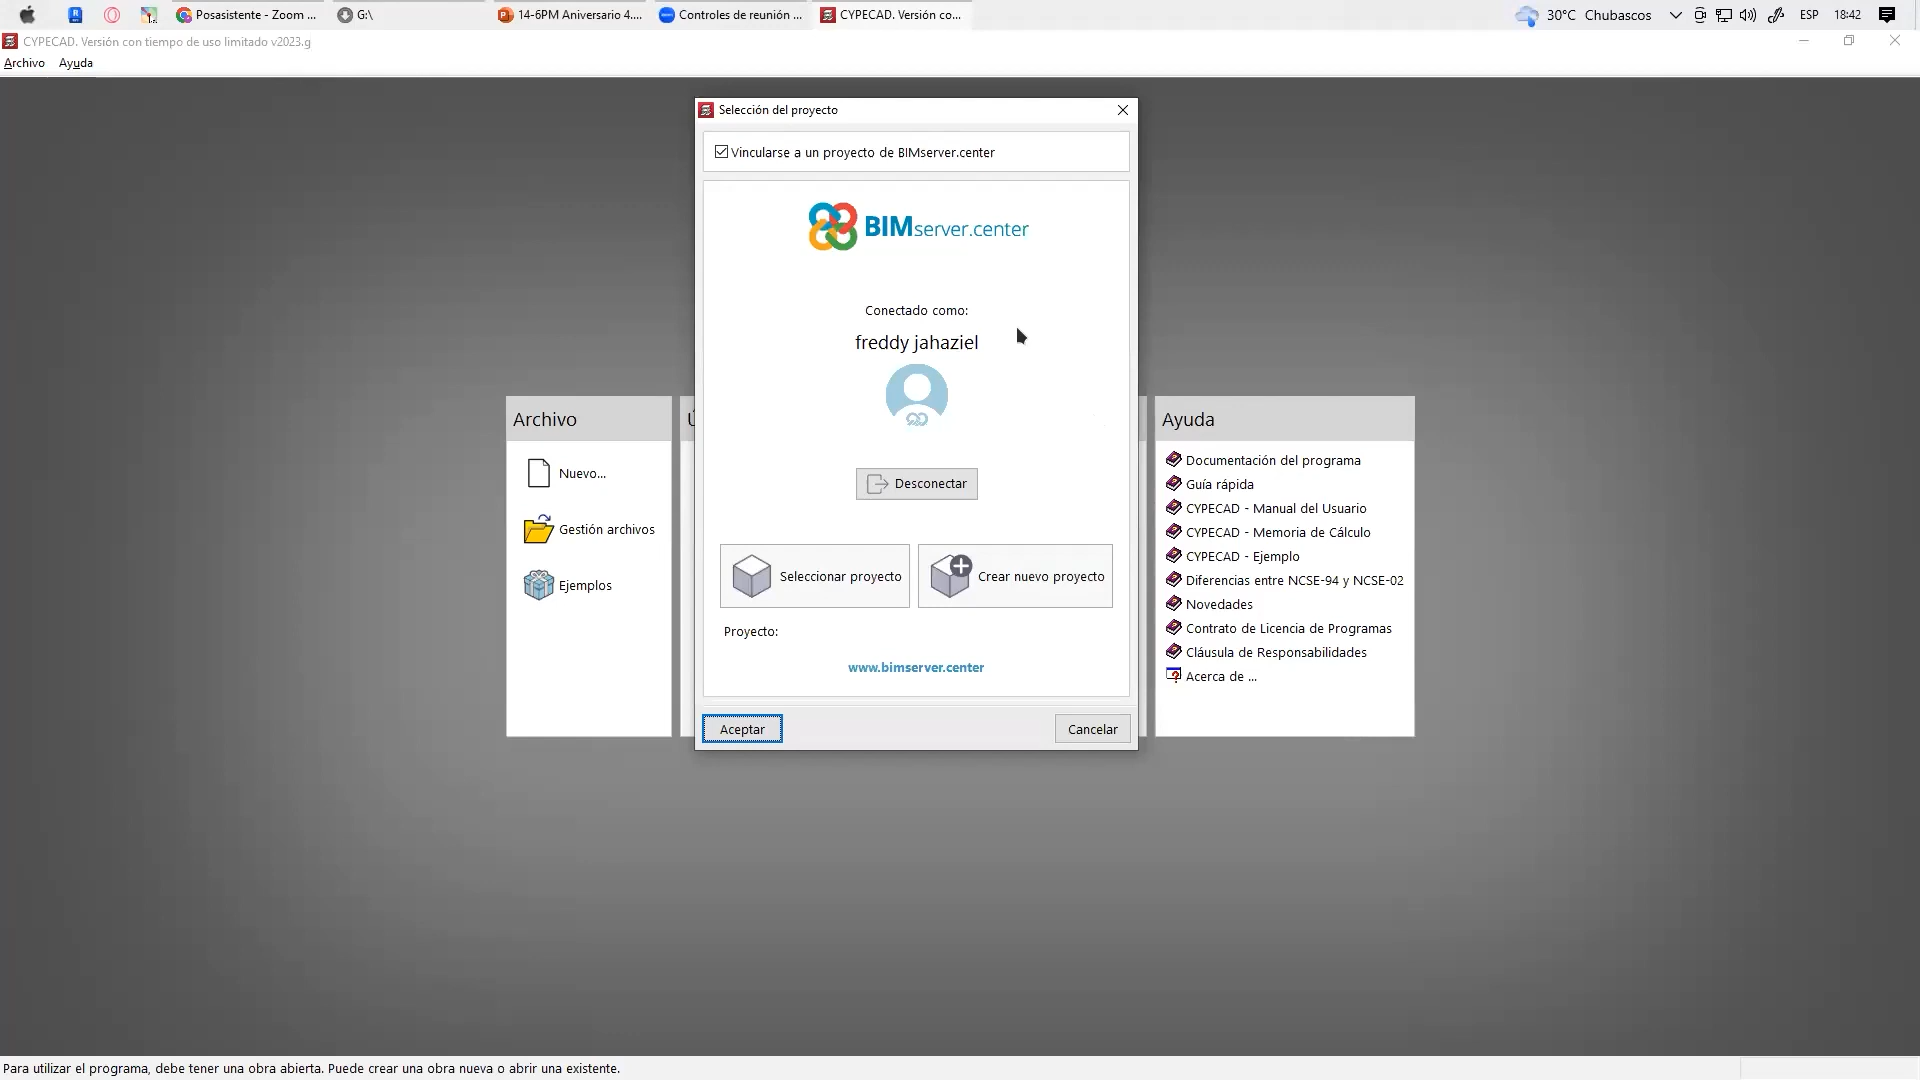 Posasistente - Zoom ...
G:\
14-6PM Aniversario 4....
Controles de reunión ...
CYPECAD. Versión co...
30°C Chubascos
ESP
18:42
CYPECAD. Versión con tiempo de uso limitado v2023.g
Archivo Ayuda
Selección del proyecto
Vincularse a un proyecto de BIMserver.center
BIMserver.center
Conectado como:
freddy jahaziel
Desconectar
Seleccionar proyecto
Crear nuevo proyecto
Proyecto:
www.bimserver.center
Aceptar
Cancelar
Archivo
Nuevo...
Gestión archivos
Ejemplos
Ayuda
Documentación del programa
Guía rápida
CYPECAD - Manual del Usuario
CYPECAD - Memoria de Cálculo
CYPECAD - Ejemplo
Diferencias entre NCSE-94 y NCSE-02
Novedades
Contrato de Licencia de Programas
Cláusula de Responsabilidades
Acerca de ...
Para utilizar el programa, debe tener una obra abierta. Puede crear una obra nueva o abrir una existente.